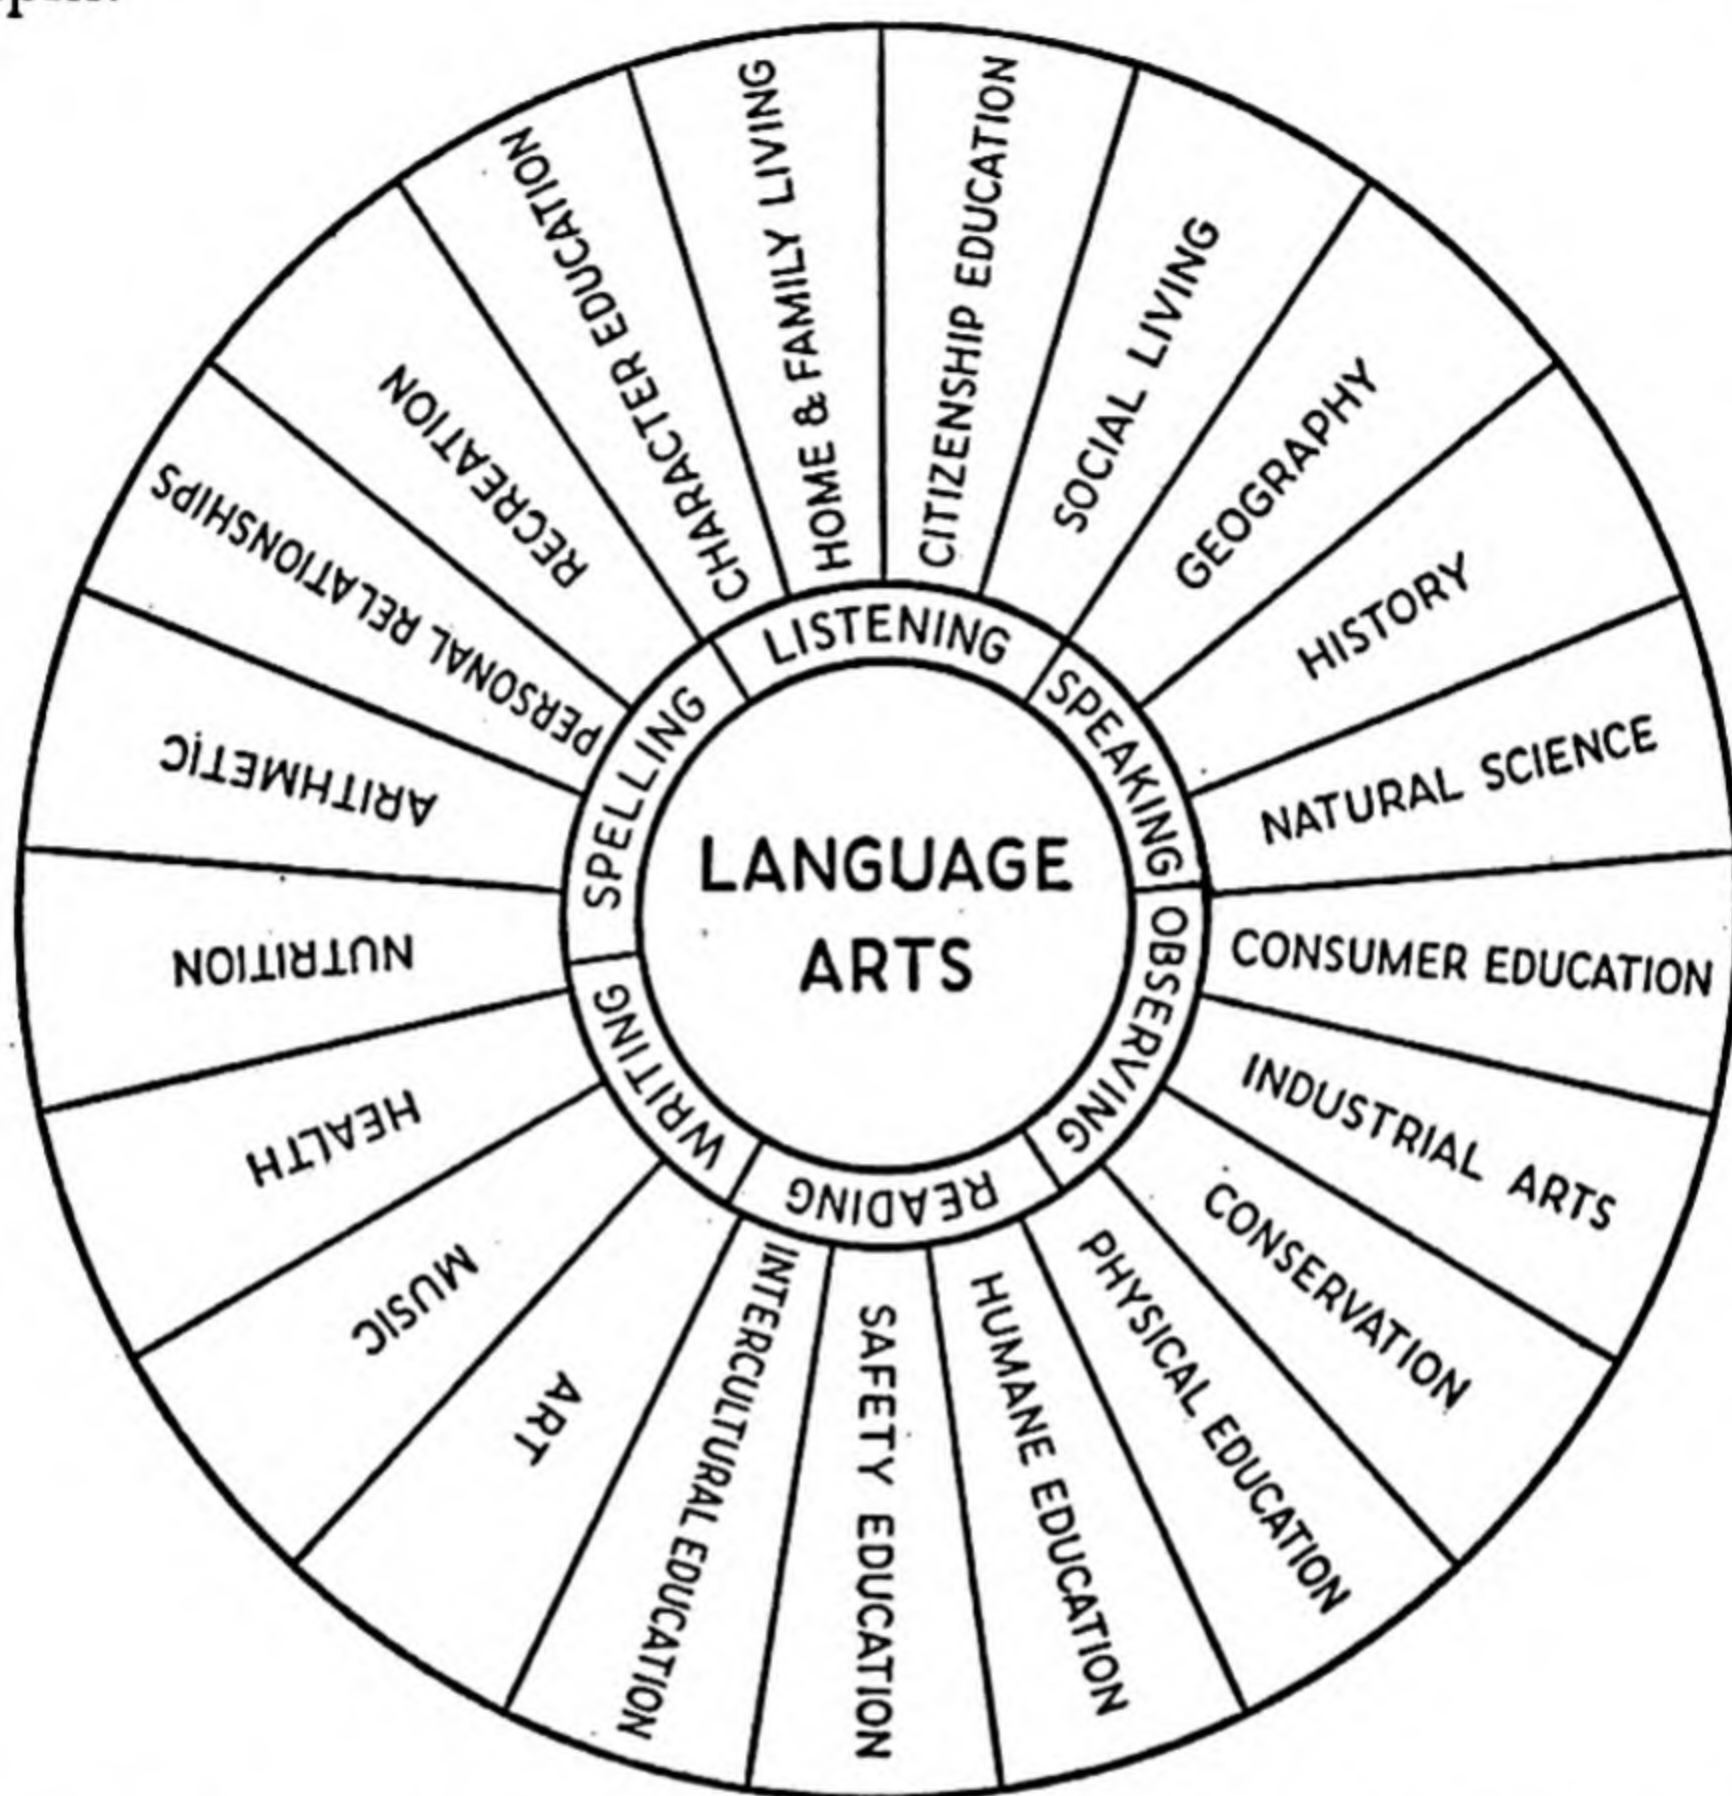 LANGUAGE
ARTS
LISTENING
SPEAKING
OBSERVING
READING
WRITING
SPELLING
CITIZENSHIP EDUCATION
SOCIAL LIVING
GEOGRAPHY
HISTORY
NATURAL SCIENCE
CONSUMER EDUCATION
INDUSTRIAL ARTS
CONSERVATION
PHYSICAL EDUCATION
HUMANE EDUCATION
SAFETY EDUCATION
INTERCULTURAL EDUCATION
ART
MUSIC
HEALTH
NUTRITION
ARITHMETIC
PERSONAL RELATIONSHIPS
RECREATION
CHARACTER EDUCATION
HOME & FAMILY LIVING